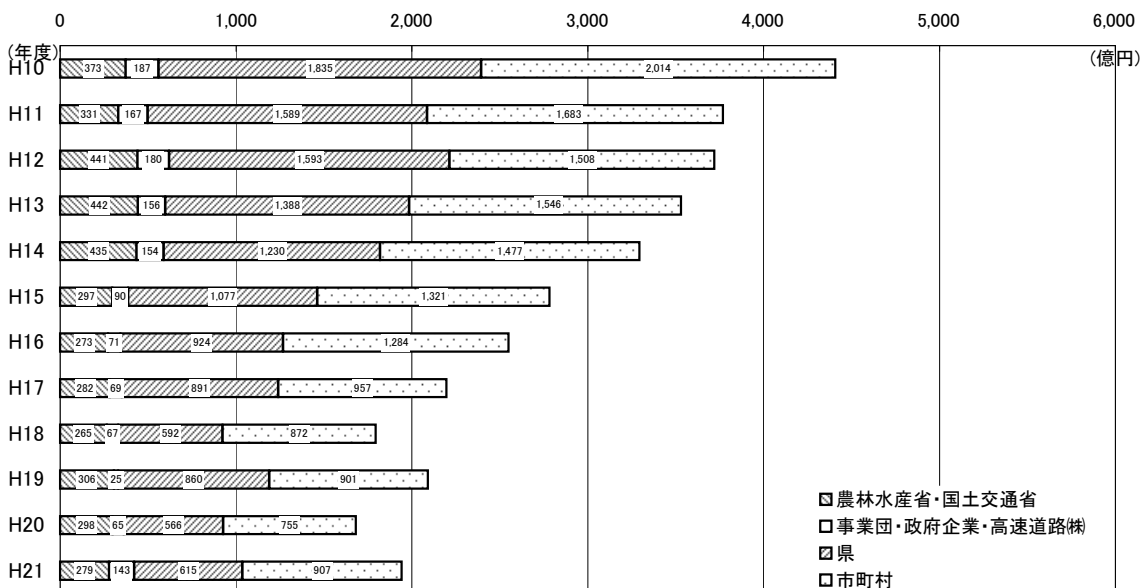 0 1,000 2,000 3,000 4,000 5,000 6,000
(年度) (億円)
H10 373 187 1,835 2,014
H11 331 167 1,589 1,683
H12 441 180 1,593 1,508
H13 442 156 1,388 1,546
H14 435 154 1,230 1,477
H15 297 90 1,077 1,321
H16 273 71 924 1,284
H17 282 69 891 957
H18 265 67 592 872
H19 306 25 860 901
H20 298 65 566 755
H21 279 143 615 907
農林水産省・国土交通省
事業団・政府企業・高速道路㈱
県
市町村